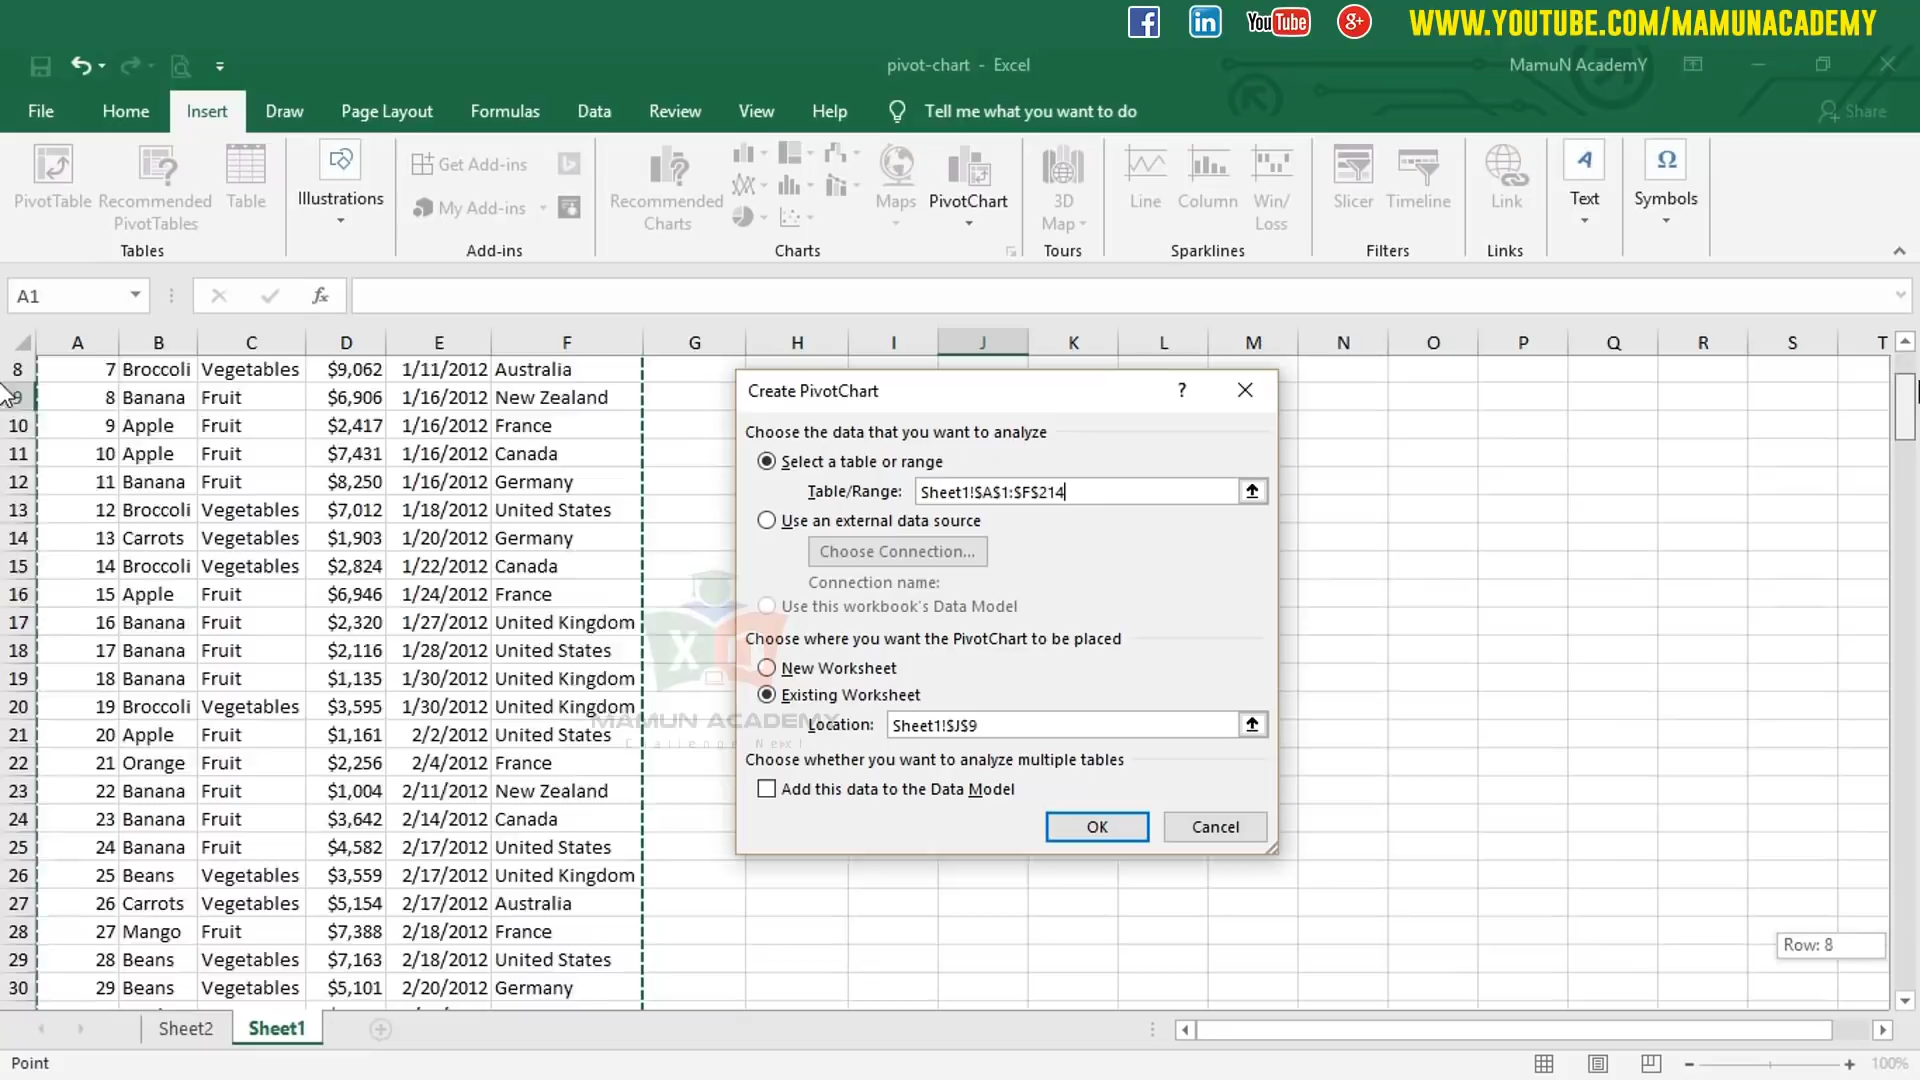 You Tube
g+
WWW.YOUTUBE.COM/MAMUNACADEMY
pivot-chart - Excel
MamuN AcademY
File Home Insert Draw Page Layout Formulas Data Review View Help Tell me what you want to do Share
PivotTable Recommended PivotTables Table
Tables
Illustrations
Get Add-ins
My Add-ins
Add-ins
Recommended Charts
Maps PivotChart
Charts
3D Map
Tours
Line Column Win/Loss
Sparklines
Slicer Timeline
Filters
Link
Links
Text
Symbols
A1 fx
A B C D E F G H I J K L M N O P Q R S T
8 7 Broccoli Vegetables $9,062 1/11/2012 Australia
9 8 Banana Fruit $6,906 1/16/2012 New Zealand
10 9 Apple Fruit $2,417 1/16/2012 France
11 10 Apple Fruit $7,431 1/16/2012 Canada
12 11 Banana Fruit $8,250 1/16/2012 Germany
13 12 Broccoli Vegetables $7,012 1/18/2012 United States
14 13 Carrots Vegetables $1,903 1/20/2012 Germany
15 14 Broccoli Vegetables $2,824 1/22/2012 Canada
16 15 Apple Fruit $6,946 1/24/2012 France
17 16 Banana Fruit $2,320 1/27/2012 United Kingdom
18 17 Banana Fruit $2,116 1/28/2012 United States
19 18 Banana Fruit $1,135 1/30/2012 United Kingdom
20 19 Broccoli Vegetables $3,595 1/30/2012 United Kingdom
21 20 Apple Fruit $1,161 2/2/2012 United States
22 21 Orange Fruit $2,256 2/4/2012 France
23 22 Banana Fruit $1,004 2/11/2012 New Zealand
24 23 Banana Fruit $3,642 2/14/2012 Canada
25 24 Banana Fruit $4,582 2/17/2012 United States
26 25 Beans Vegetables $3,559 2/17/2012 United Kingdom
27 26 Carrots Vegetables $5,154 2/17/2012 Australia
28 27 Mango Fruit $7,388 2/18/2012 France
29 28 Beans Vegetables $7,163 2/18/2012 United States
30 29 Beans Vegetables $5,101 2/20/2012 Germany
MAMUN ACADEMY
Challenge Next
Create PivotChart ?
Choose the data that you want to analyze
Select a table or range
Table/Range: Sheet1!$A$1:$F$214
Use an external data source
Choose Connection...
Connection name:
Use this workbook's Data Model
Choose where you want the PivotChart to be placed
New Worksheet
Existing Worksheet
Location: Sheet1!$J$9
Choose whether you want to analyze multiple tables
Add this data to the Data Model
OK Cancel
Row: 8
Sheet2 Sheet1
Point
100%